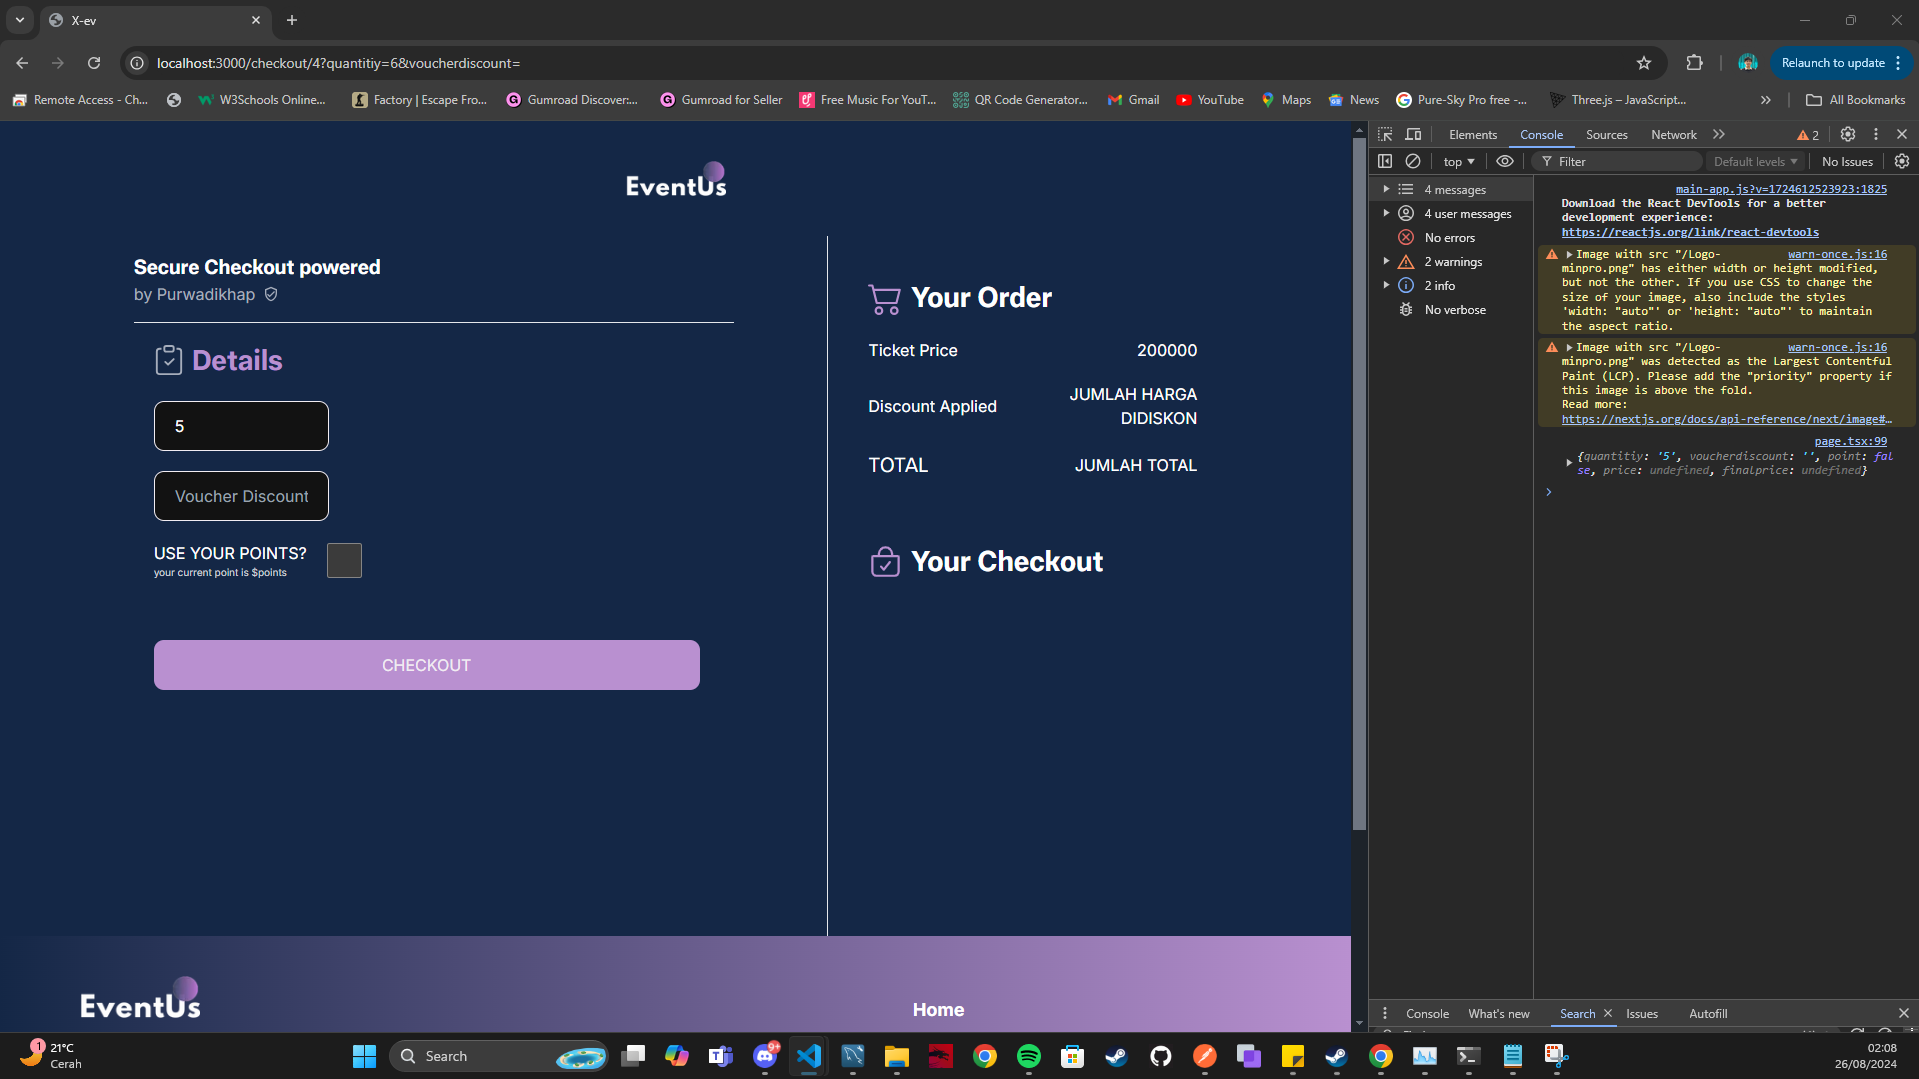 X-ev
localhost:3000/checkout/4?quantitiy=6&voucherdiscount=
Relaunch to update
Remote Access - Ch...
W3Schools Online...
Factory | Escape Fro...
Gumroad Discover:...
Gumroad for Seller
Free Music For YouT...
QR Code Generator...
Gmail
YouTube
Maps
News
Pure-Sky Pro free -...
Three.js – JavaScript...
All Bookmarks
EventUs
Secure Checkout powered
by Purwadikhap
Details
5
Voucher Discount
USE YOUR POINTS?
your current point is $points
CHECKOUT
Your Order
Ticket Price 200000
Discount Applied JUMLAH HARGA
DIDISKON
TOTAL JUMLAH TOTAL
Your Checkout
EventUs
Home
Elements Console Sources Network 2
top Filter Default levels No Issues
4 messages
4 user messages
No errors
2 warnings
2 info
No verbose
main-app.js?v=1724612523923:1825
Download the React DevTools for a better
development experience:
https://reactjs.org/link/react-devtools
Image with src "/Logo- warn-once.js:16
minpro.png" has either width or height modified,
but not the other. If you use CSS to change the
size of your image, also include the styles
'width: "auto"' or 'height: "auto"' to maintain
the aspect ratio.
Image with src "/Logo- warn-once.js:16
minpro.png" was detected as the Largest Contentful
Paint (LCP). Please add the "priority" property if
this image is above the fold.
Read more:
https://nextjs.org/docs/api-reference/next/image#…
page.tsx:99
{quantitiy: '5', voucherdiscount: '', point: fal
se, price: undefined, finalprice: undefined}
Console What's new Search Issues Autofill
1
21°C
Cerah
Search
9+
02:08
26/08/2024